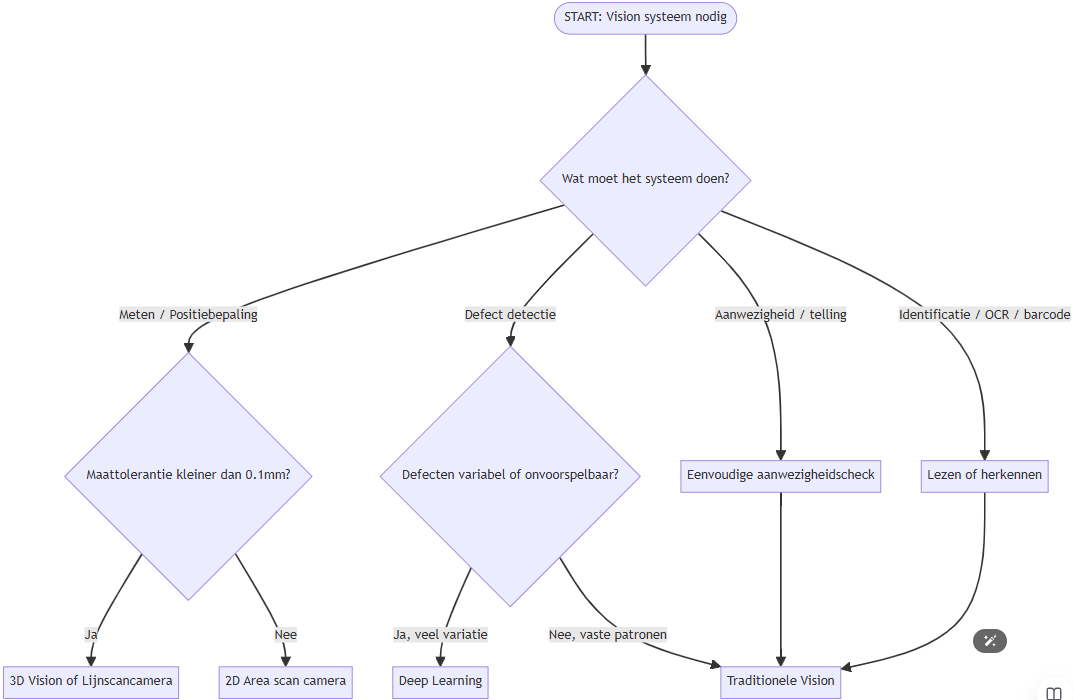 START: Vision systeem nodig
Wat moet het systeem doen?
Meten / Positiebepaling
Defect detectie
Aanwezigheid / telling
Identificatie / OCR / barcode
Maattolerantie kleiner dan 0.1mm?
Defecten variabel of onvoorspelbaar?
Eenvoudige aanwezigheidscheck
Lezen of herkennen
Ja
Nee
Ja, veel variatie
Nee, vaste patronen
3D Vision of Lijnscancamera
2D Area scan camera
Deep Learning
Traditionele Vision